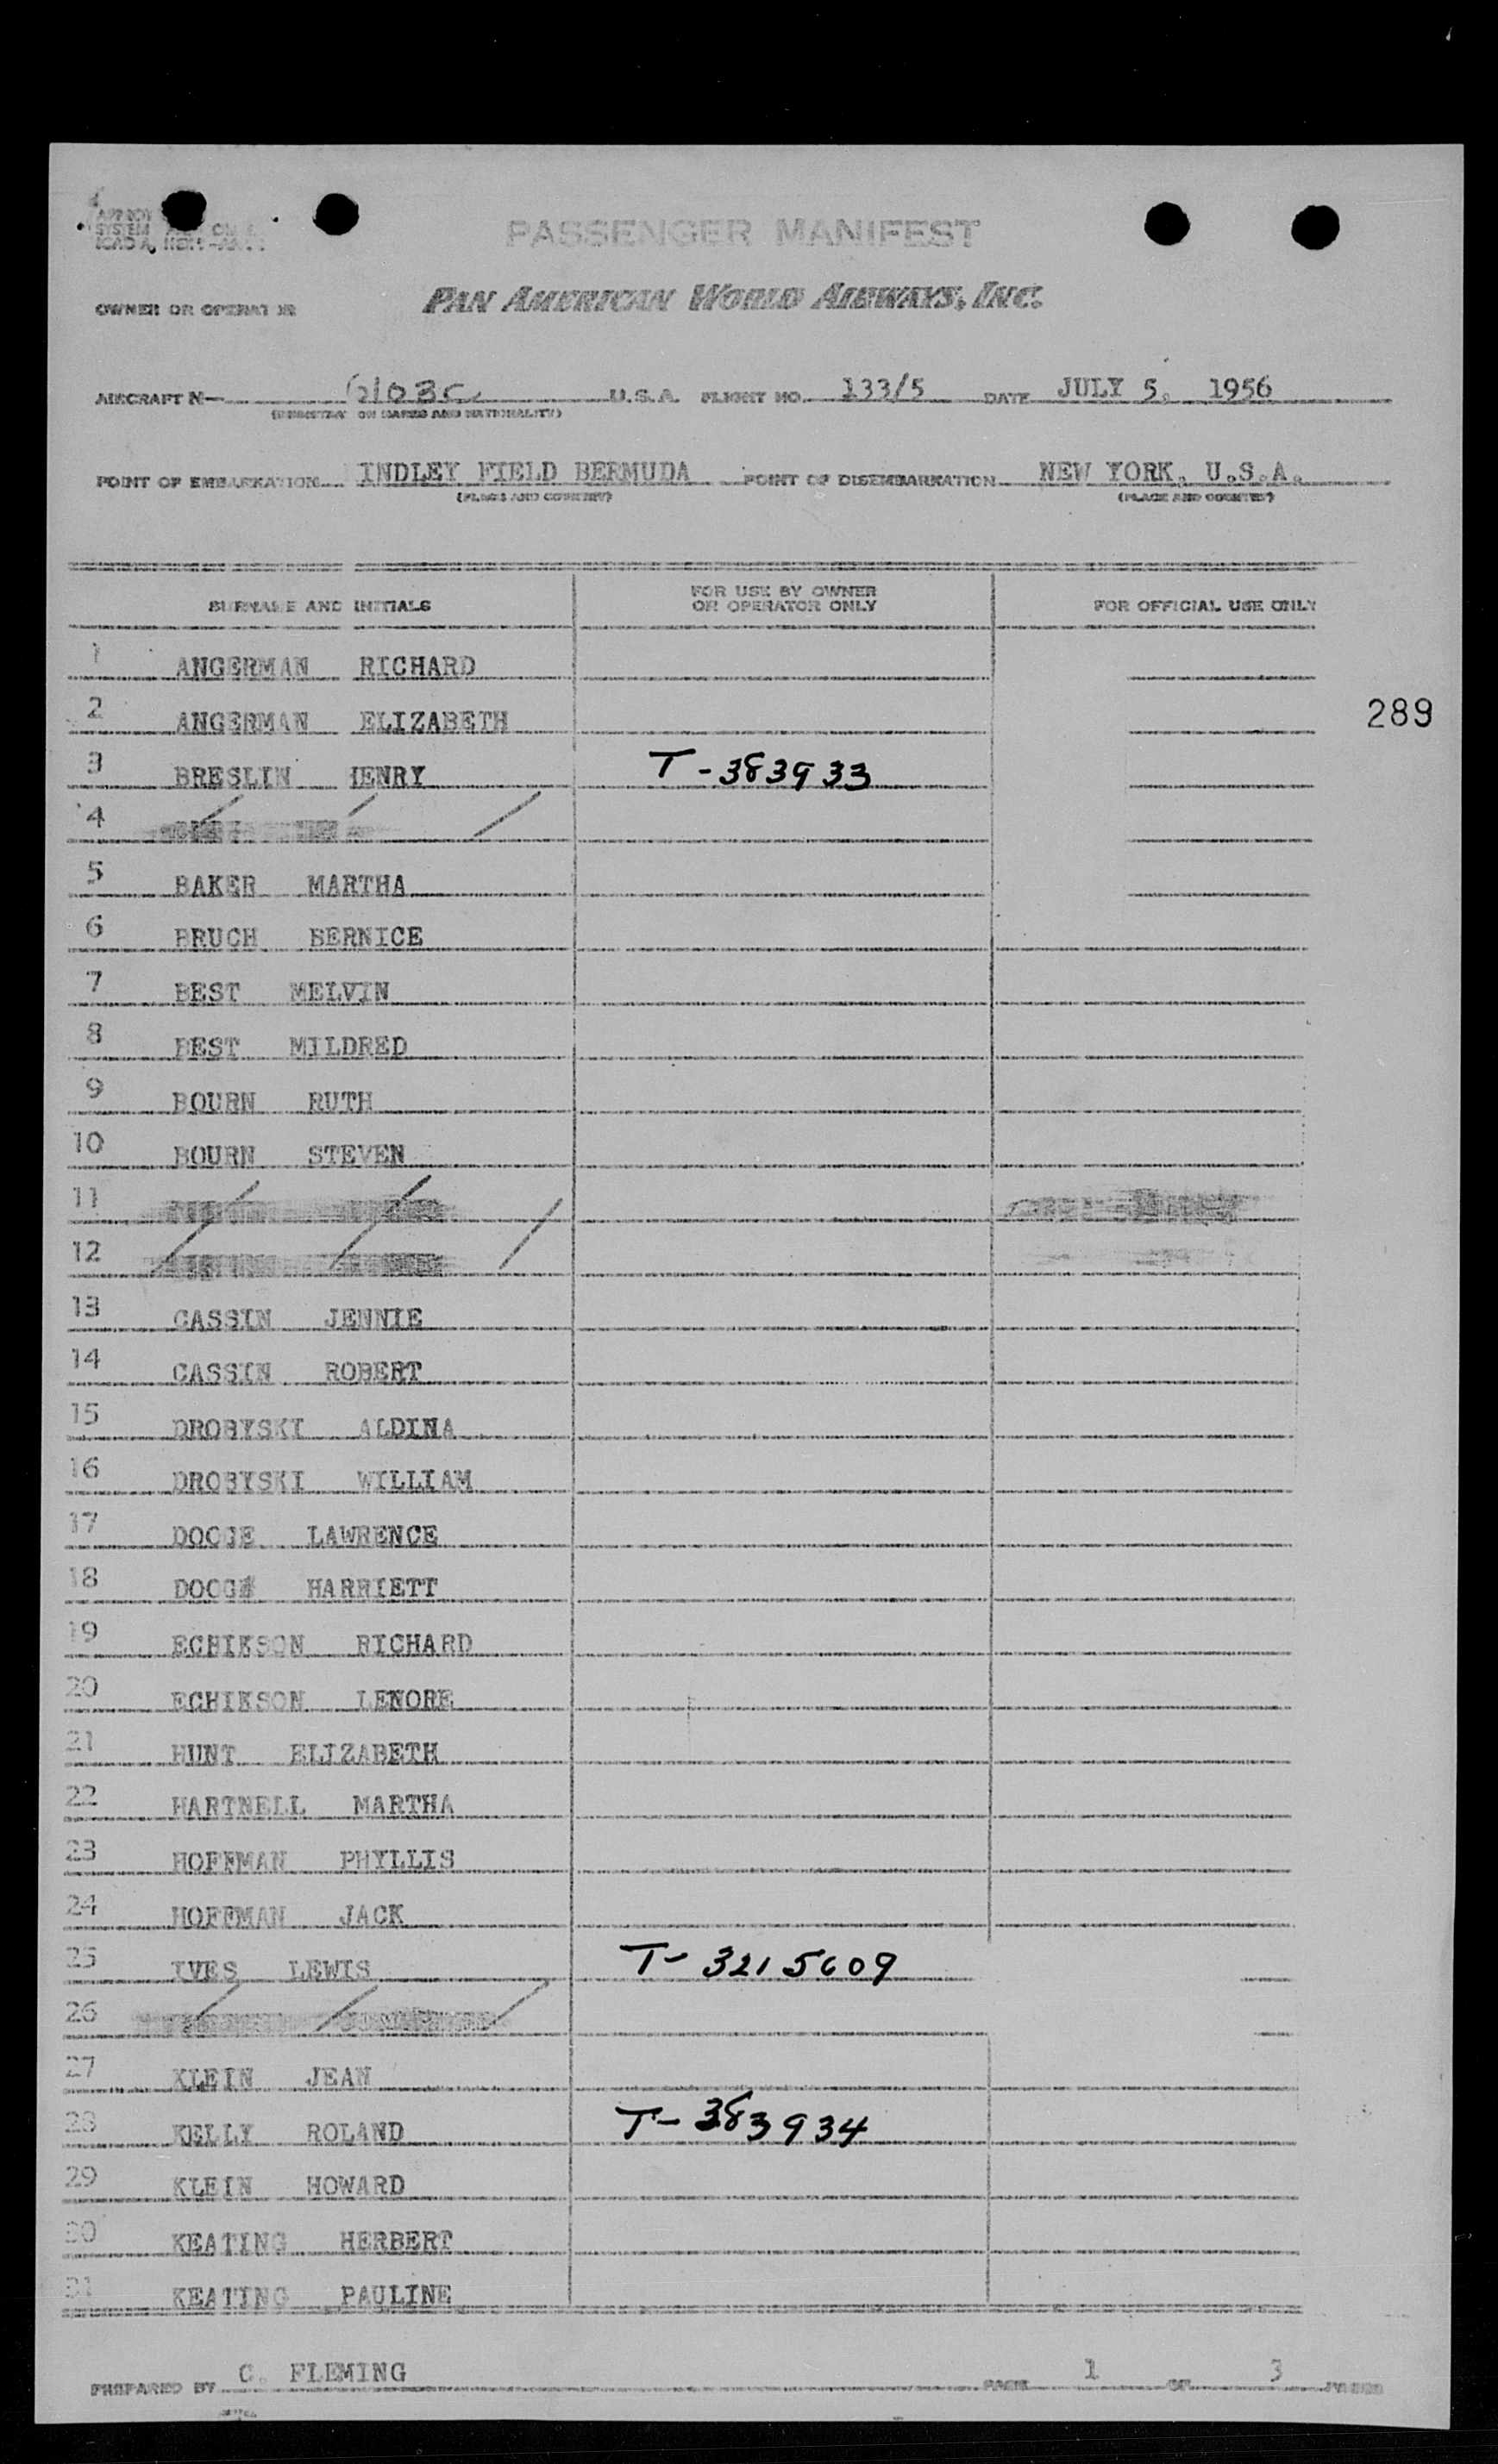 PASSENGER MANIFEST
OWNER OR OPERAT R PAN AMERICAN WORLD AIRWAYS, INC.
AIRCRAFT N— U.S.A. FLIGHT NO. 133/5 DATE JULY 5, 1956
POINT OF EMBARKATION INDLEY FIELD BERMUDA POINT OF DISEMBARKATION NEW YORK, U.S.A.
(PLACE AND COUNTRY) (PLACE AND COUNTRY)
SURNAME AND INITIALS FOR USE BY OWNER OR OPERATOR ONLY FOR OFFICIAL USE ONLY
1 ANGERMAN RICHARD
2 ANGERMAN ELIZABETH 289
3 BRESLIN HENRY T-383933
4
5 BAKER MARTHA
6 BRUCH BERNICE
7 BEST MELVIN
8 BEST MILDRED
9 BOURN RUTH
10 BOURN STEVEN
11
12
13 CASSIN JENNIE
14 CASSIN ROBERT
15 DROBYSKI ALDINA
16 DROBYSKI WILLIAM
17 DOOGE LAWRENCE
18 DOOGE HARRIETT
19 ECHIKSON RICHARD
20 ECHIKSON LENORE
21 HUNT ELIZABETH
22 HARTNELL MARTHA
23 HOFFMAN PHYLLIS
24 HOFFMAN JACK
25 IVES LEWIS T-3215609
26
27 KLEIN JEAN
28 KELLY ROLAND T-383934
29 KLEIN HOWARD
30 KEATING HERBERT
31 KEATING PAULINE
PREPARED BY C. FLEMING PAGE 1 OF 3 PAGES